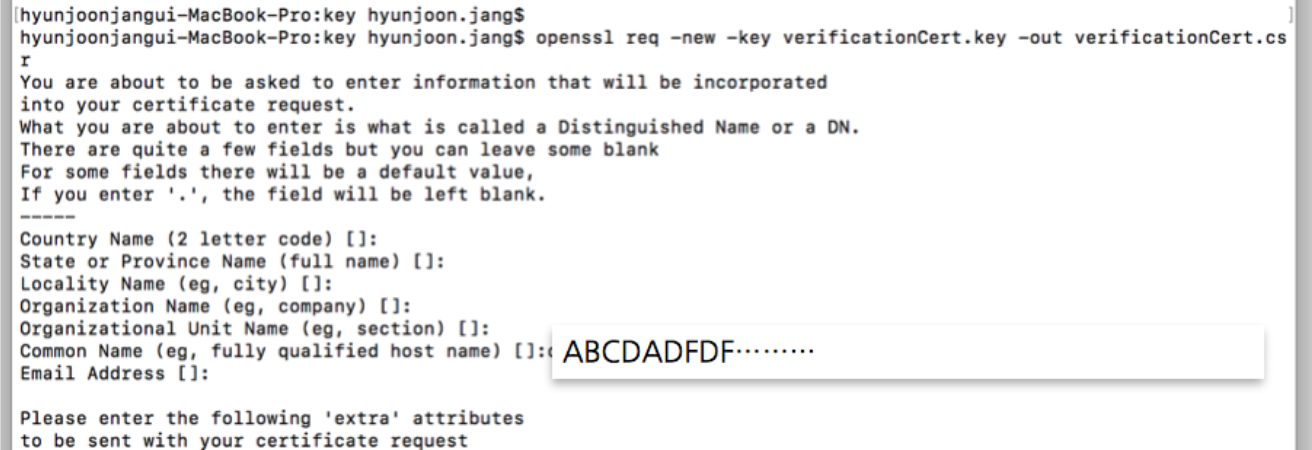 [hyunjoonjangui-MacBook-Pro:key hyunjoon.jang$ ]
hyunjoonjangui-MacBook-Pro:key hyunjoon.jang$ openssl req -new -key verificationCert.key -out verificationCert.cs
r
You are about to be asked to enter information that will be incorporated
into your certificate request.
What you are about to enter is what is called a Distinguished Name or a DN.
There are quite a few fields but you can leave some blank
For some fields there will be a default value,
If you enter '.', the field will be left blank.
-----
Country Name (2 letter code) []:
State or Province Name (full name) []:
Locality Name (eg, city) []:
Organization Name (eg, company) []:
Organizational Unit Name (eg, section) []:
Common Name (eg, fully qualified host name) []: ABCDADFDF………
Email Address []:
Please enter the following 'extra' attributes
to be sent with your certificate request